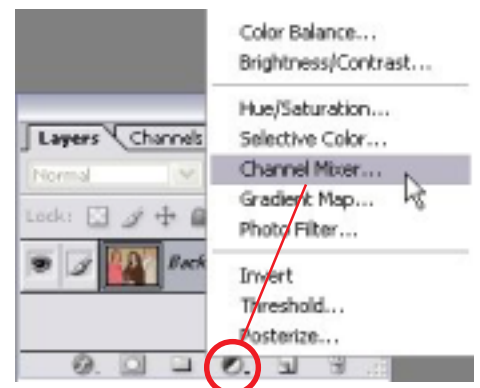 Color Balance...
Brightness/Contrast...
Hue/Saturation...
Selective Color...
Channel Mixer...
Gradient Map...
Photo Filter...
Invert
Threshold...
Posterize...
Layers Channels
Normal
Lock:
Back